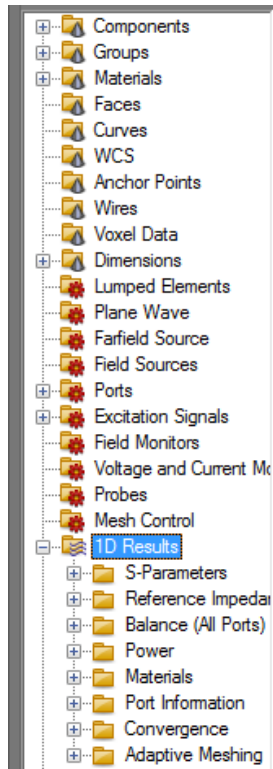 Components
Groups
Materials
Faces
Curves
WCS
Anchor Points
Wires
Voxel Data
Dimensions
Lumped Elements
Plane Wave
Farfield Source
Field Sources
Ports
Excitation Signals
Field Monitors
Voltage and Current Mo
Probes
Mesh Control
1D Results
S-Parameters
Reference Impedan
Balance (All Ports)
Power
Materials
Port Information
Convergence
Adaptive Meshing